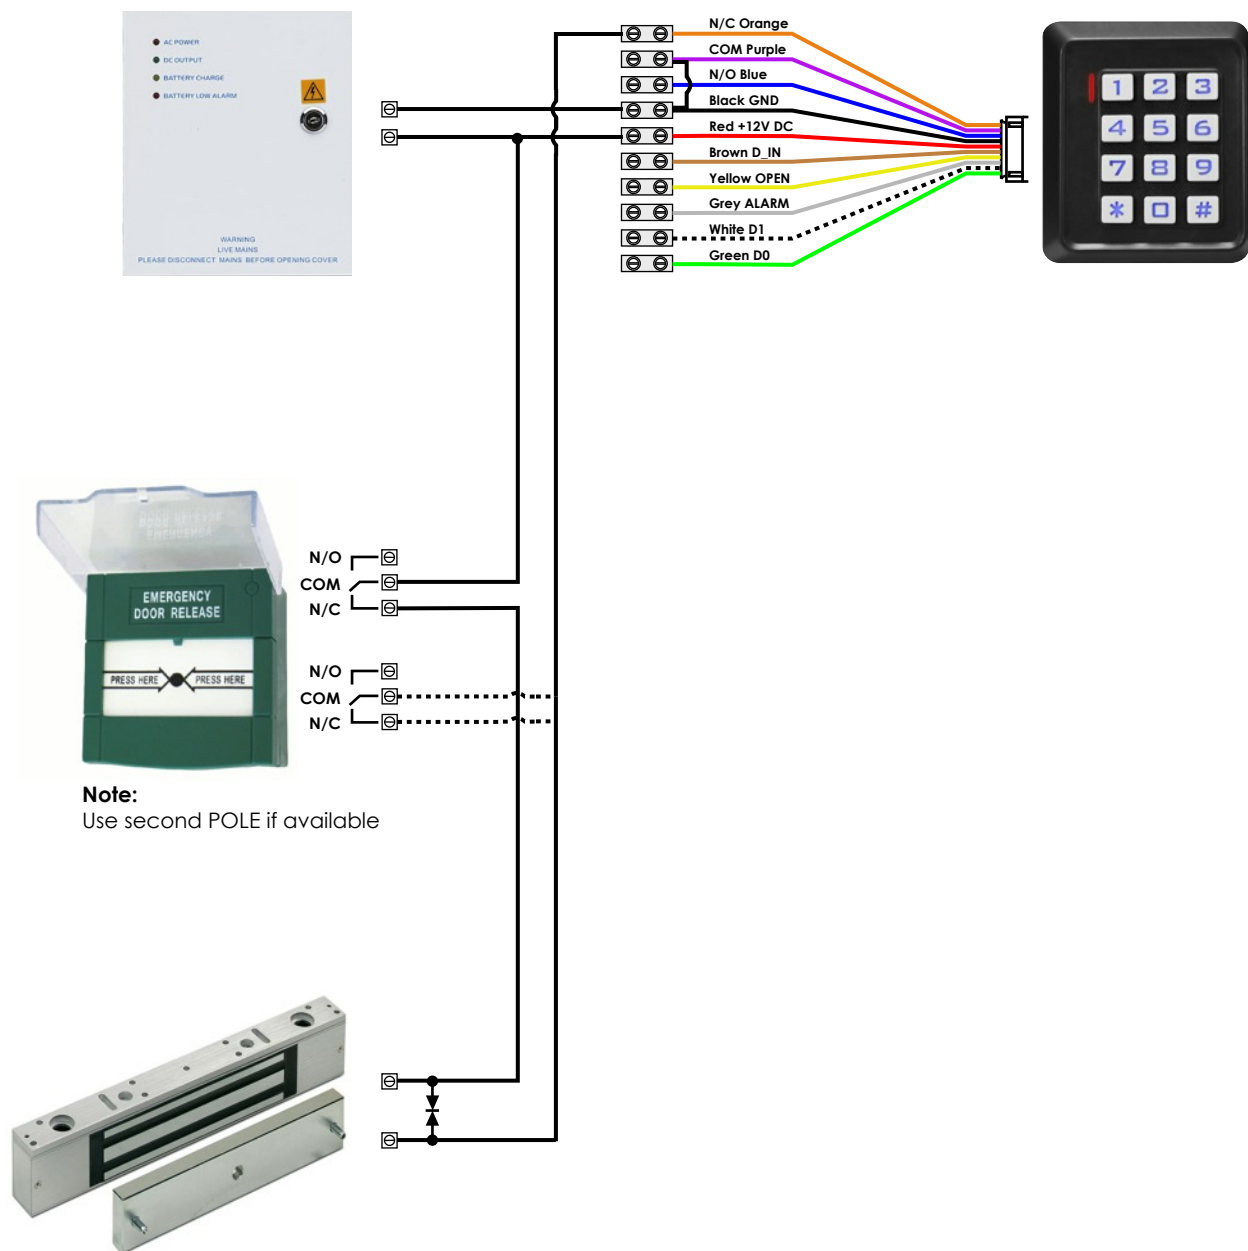 AC POWER
DC OUTPUT
BATTERY CHARGE
BATTERY LOW ALARM
WARNING
LIVE MAINS
PLEASE DISCONNECT MAINS BEFORE OPENING COVER
N/C Orange
COM Purple
N/O Blue
Black GND
Red +12V DC
Brown D_IN
Yellow OPEN
Grey ALARM
White D1
Green D0
1 2 3
4 5 6
7 8 9
* 0 #
DOOR RELEASE
EMERGENCY
EMERGENCY
DOOR RELEASE
PRESS HERE PRESS HERE
N/O
COM
N/C
N/O
COM
N/C
Note:
Use second POLE if available